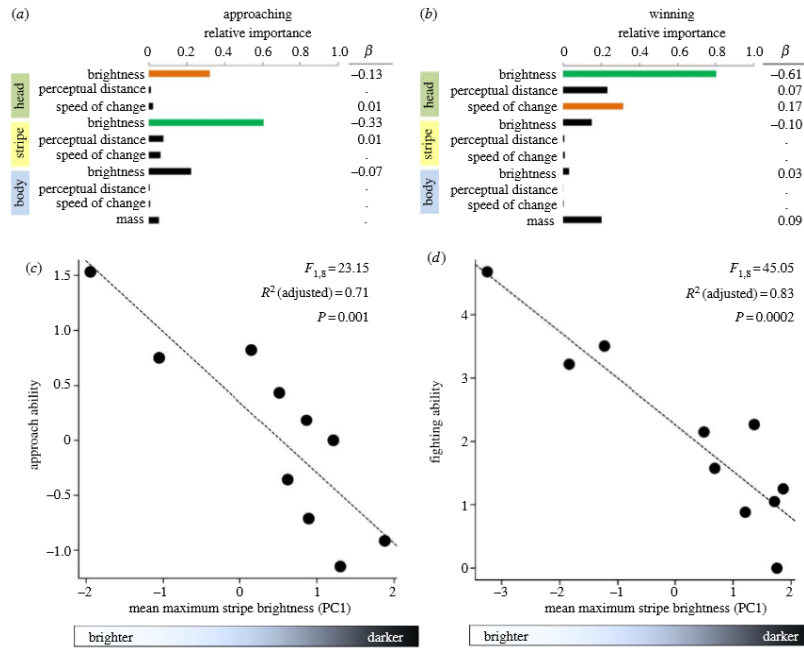 (a)
approaching
relative importance
0 0.2 0.4 0.6 0.8 1.0 β
head
brightness −0.13
perceptual distance .
speed of change 0.01
stripe
brightness −0.33
perceptual distance 0.01
speed of change .
body
brightness −0.07
perceptual distance .
speed of change .
mass .
(b)
winning
relative importance
0 0.2 0.4 0.6 0.8 1.0 β
head
brightness −0.61
perceptual distance 0.07
speed of change 0.17
stripe
brightness −0.10
perceptual distance .
speed of change .
body
brightness 0.03
perceptual distance .
speed of change .
mass 0.09
(c)
F1,8 = 23.15
R² (adjusted) = 0.71
P = 0.001
approach ability
1.5
1.0
0.5
0
−0.5
−1.0
−2 −1 0 1 2
mean maximum stripe brightness (PC1)
brighter darker
(d)
F1,8 = 45.05
R² (adjusted) = 0.83
P = 0.0002
fighting ability
4
3
2
1
0
−3 −2 −1 0 1 2
mean maximum stripe brightness (PC1)
brighter darker